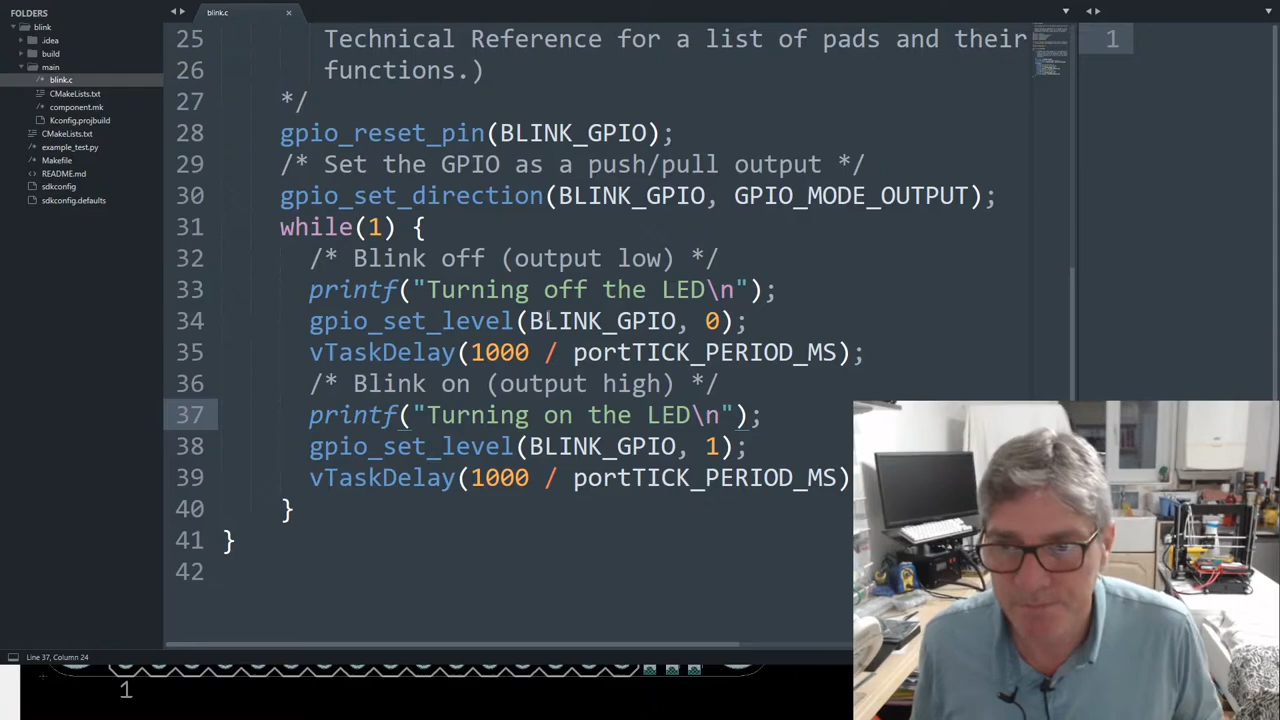 FOLDERS
blink
.idea
build
main
blink.c
CMakeLists.txt
component.mk
Kconfig.projbuild
CMakeLists.txt
example_test.py
Makefile
README.md
sdkconfig
sdkconfig.defaults
blink.c
25 Technical Reference for a list of pads and their
26 functions.)
27 */
28 gpio_reset_pin(BLINK_GPIO);
29 /* Set the GPIO as a push/pull output */
30 gpio_set_direction(BLINK_GPIO, GPIO_MODE_OUTPUT);
31 while(1) {
32 /* Blink off (output low) */
33 printf("Turning off the LED\n");
34 gpio_set_level(BLINK_GPIO, 0);
35 vTaskDelay(1000 / portTICK_PERIOD_MS);
36 /* Blink on (output high) */
37 printf("Turning on the LED\n");
38 gpio_set_level(BLINK_GPIO, 1);
39 vTaskDelay(1000 / portTICK_PERIOD_MS)
40 }
41 }
42
1
Line 37, Column 24
1